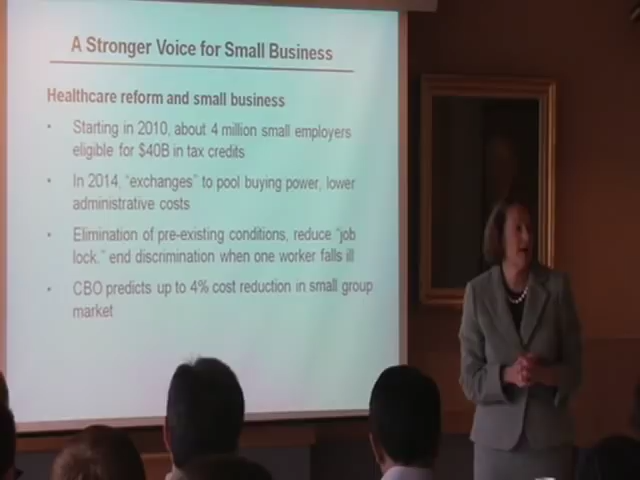 A Stronger Voice for Small Business
Healthcare reform and small business
• Starting in 2010, about 4 million small employers
eligible for $40B in tax credits
• In 2014, “exchanges” to pool buying power, lower
administrative costs
• Elimination of pre-existing conditions, reduce “job
lock,” end discrimination when one worker falls ill
• CBO predicts up to 4% cost reduction in small group
market